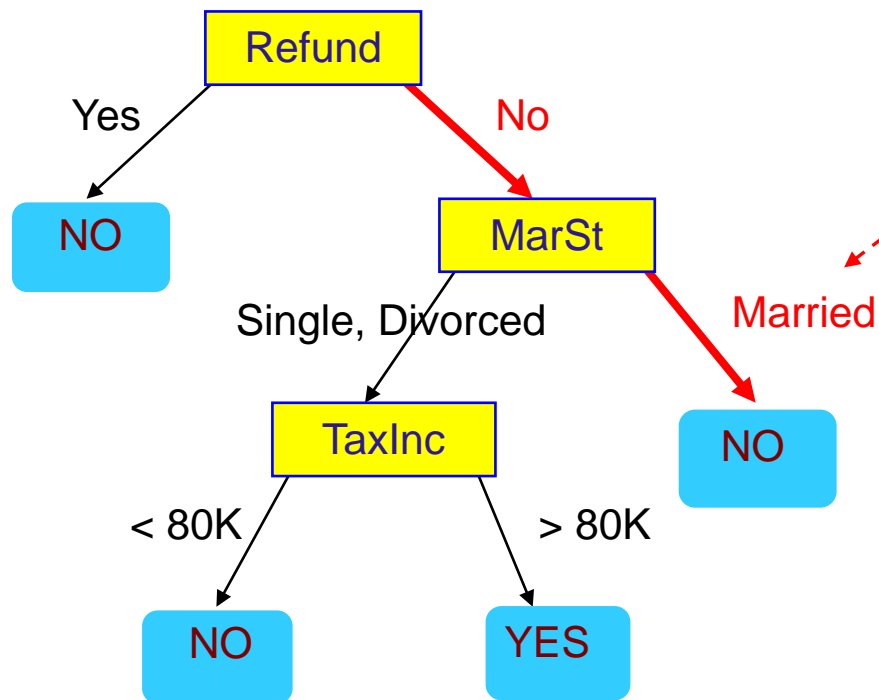 Refund
Yes
No
NO
MarSt
Single, Divorced
Married
TaxInc
NO
< 80K
> 80K
NO
YES